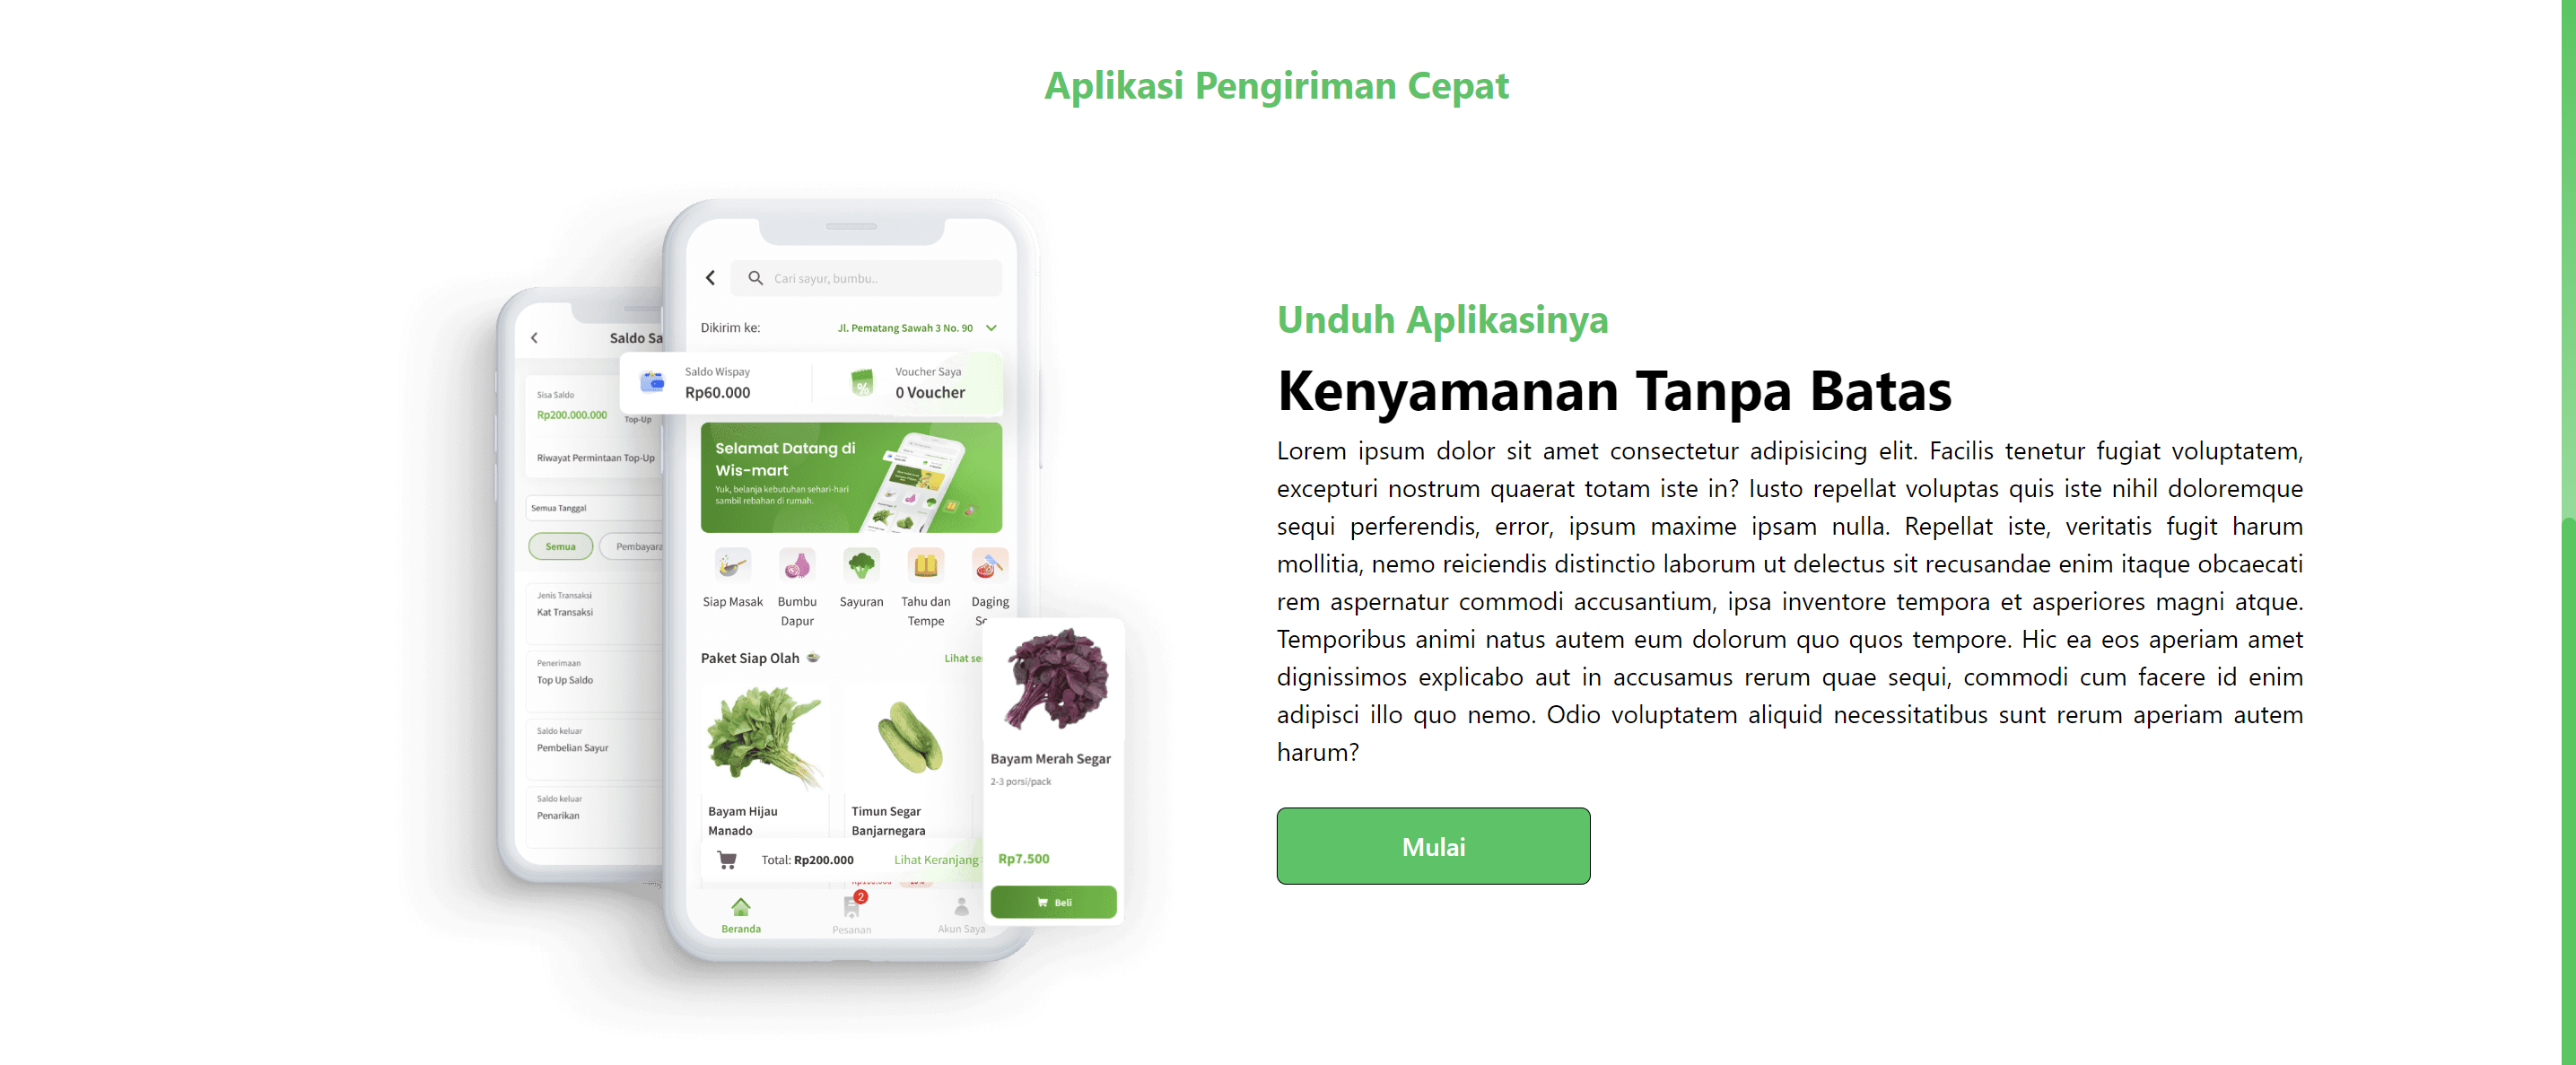 Aplikasi Pengiriman Cepat
Saldo Sa
Sisa Saldo
Rp200.000.000
Top-Up
Riwayat Permintaan Top-Up
Semua Tanggal
Semua
Pembayara
Jenis Transaksi
Kat Transaksi
Penerimaan
Top Up Saldo
Saldo keluar
Pembelian Sayur
Saldo keluar
Penarikan
Cari sayur, bumbu..
Dikirim ke:
Jl. Pematang Sawah 3 No. 90
Saldo Wispay
Rp60.000
%
Voucher Saya
0 Voucher
Selamat Datang di
Wis-mart
Yuk, belanja kebutuhan sehari-hari
sambil rebahan di rumah.
Siap Masak
Bumbu
Dapur
Sayuran
Tahu dan
Tempe
Daging
Paket Siap Olah
Lihat se
Bayam Hijau
Manado
Timun Segar
Banjarnegara
Total: Rp200.000
Lihat Keranjang
2
Beranda
Pesanan
Akun Saya
Bayam Merah Segar
2-3 porsi/pack
Rp7.500
Beli
Unduh Aplikasinya
Kenyamanan Tanpa Batas
Lorem ipsum dolor sit amet consectetur adipisicing elit. Facilis tenetur fugiat voluptatem,
excepturi nostrum quaerat totam iste in? Iusto repellat voluptas quis iste nihil doloremque
sequi perferendis, error, ipsum maxime ipsam nulla. Repellat iste, veritatis fugit harum
mollitia, nemo reiciendis distinctio laborum ut delectus sit recusandae enim itaque obcaecati
rem aspernatur commodi accusantium, ipsa inventore tempora et asperiores magni atque.
Temporibus animi natus autem eum dolorum quo quos tempore. Hic ea eos aperiam amet
dignissimos explicabo aut in accusamus rerum quae sequi, commodi cum facere id enim
adipisci illo quo nemo. Odio voluptatem aliquid necessitatibus sunt rerum aperiam autem
harum?
Mulai